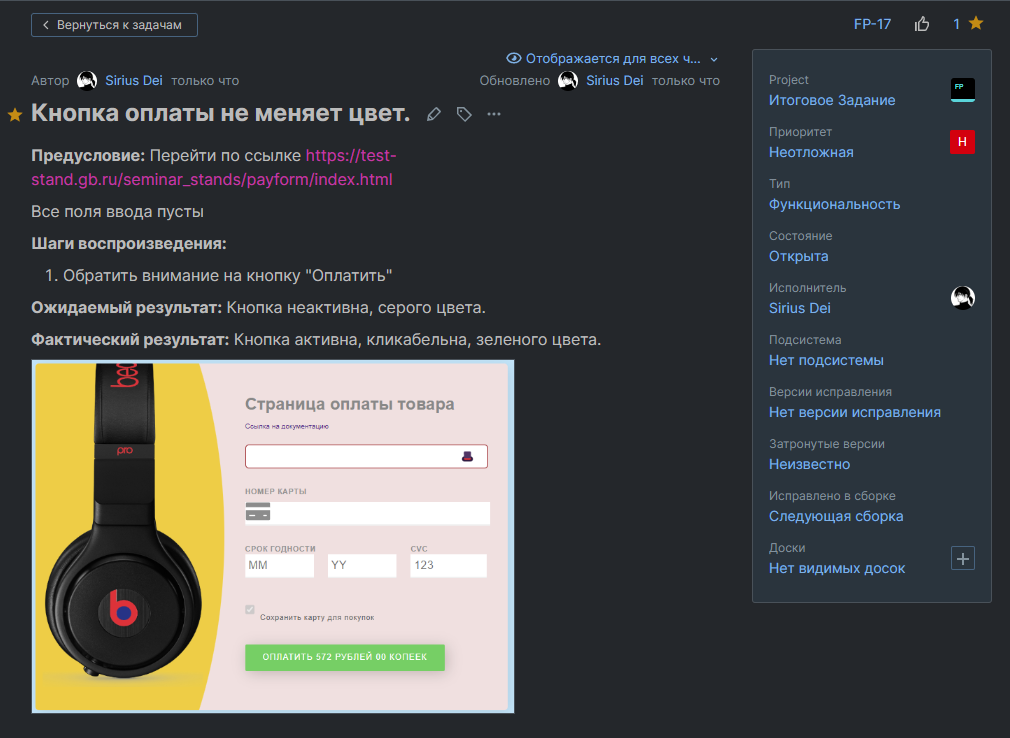 Вернуться к задачам
FP-17
1
Отображается для всех ч...
Автор Sirius Dei только что
Обновлено Sirius Dei только что
Кнопка оплаты не меняет цвет.
Предусловие: Перейти по ссылке https://test-
stand.gb.ru/seminar_stands/payform/index.html
Все поля ввода пусты
Шаги воспроизведения:
1. Обратить внимание на кнопку "Оплатить"
Ожидаемый результат: Кнопка неактивна, серого цвета.
Фактический результат: Кнопка активна, кликабельна, зеленого цвета.
beats
pro
b
Страница оплаты товара
Ссылка на документацию
НОМЕР КАРТЫ
СРОК ГОДНОСТИ
CVC
MM
YY
123
Сохранить карту для покупок
ОПЛАТИТЬ 572 РУБЛЕЙ 00 КОПЕЕК
Project
Итоговое Задание
FP
Приоритет
Неотложная
Н
Тип
Функциональность
Состояние
Открыта
Исполнитель
Sirius Dei
Подсистема
Нет подсистемы
Версии исправления
Нет версии исправления
Затронутые версии
Неизвестно
Исправлено в сборке
Следующая сборка
Доски
Нет видимых досок